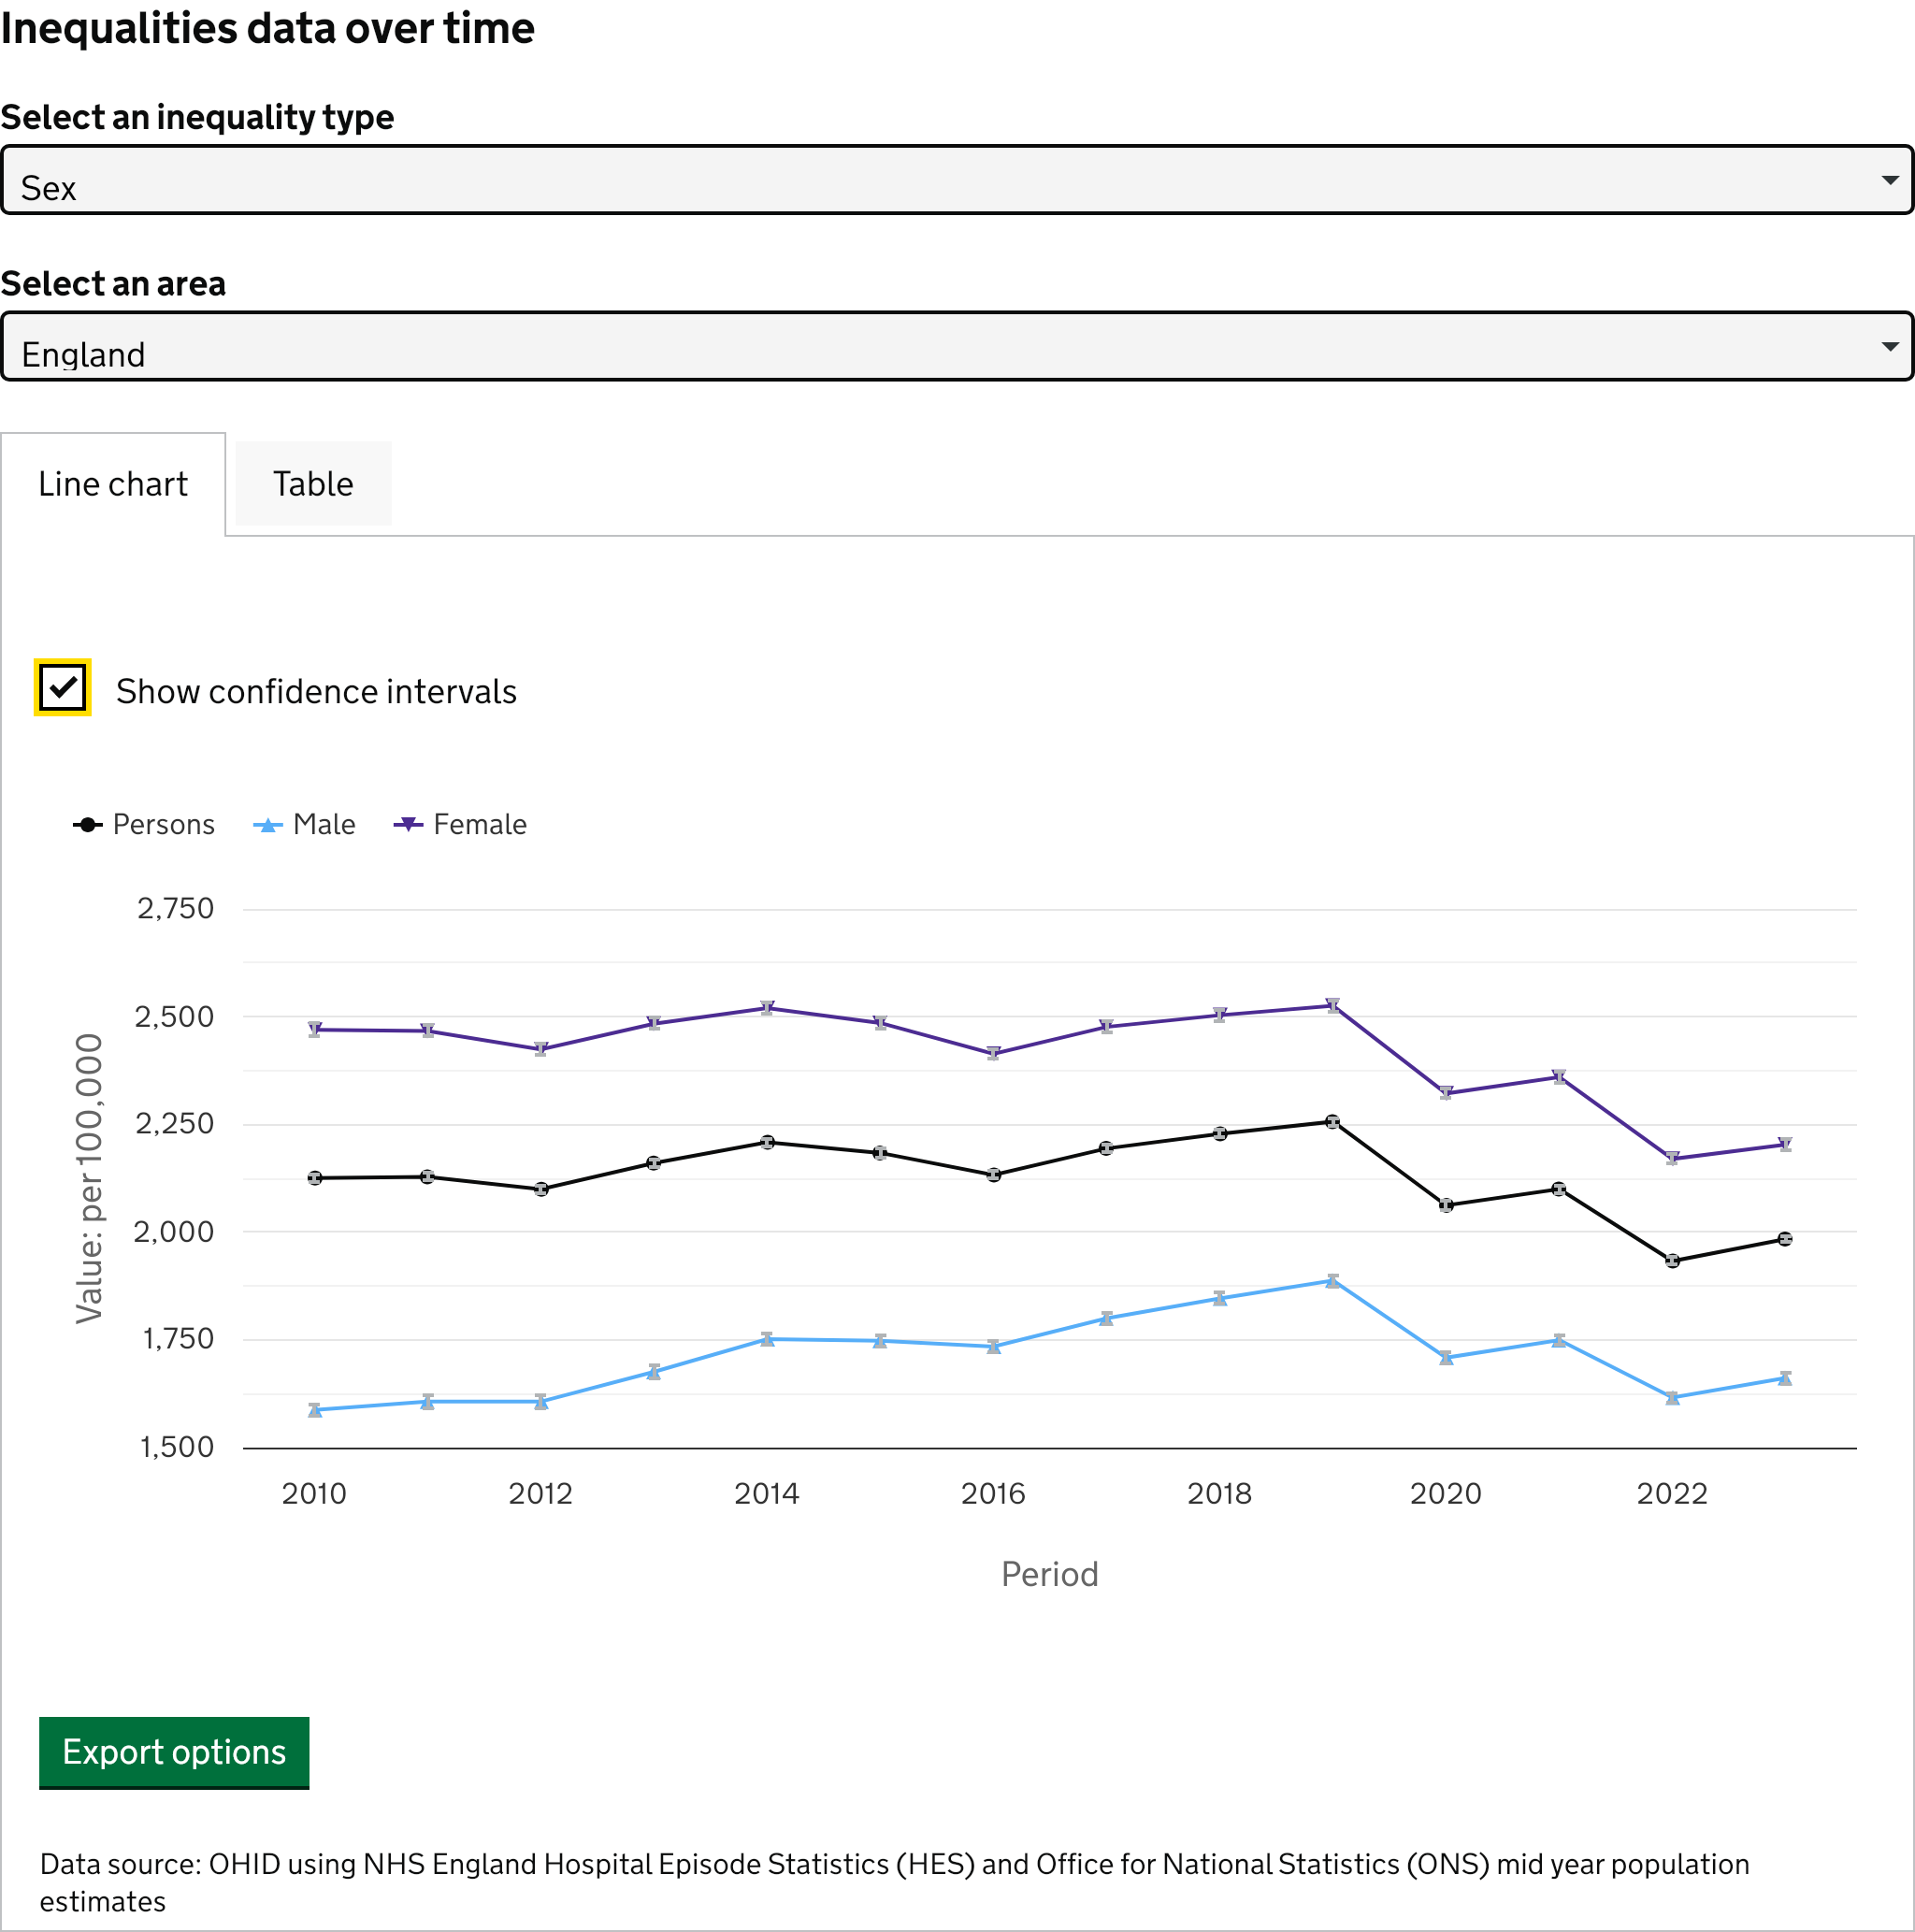 Inequalities data over time
Select an inequality type
Sex
Select an area
England
Line chart
Table
Show confidence intervals
Persons
Male
Female
Value: per 100,000
2,750
2,500
2,250
2,000
1,750
1,500
2010
2012
2014
2016
2018
2020
2022
Period
Export options
Data source: OHID using NHS England Hospital Episode Statistics (HES) and Office for National Statistics (ONS) mid year population
estimates